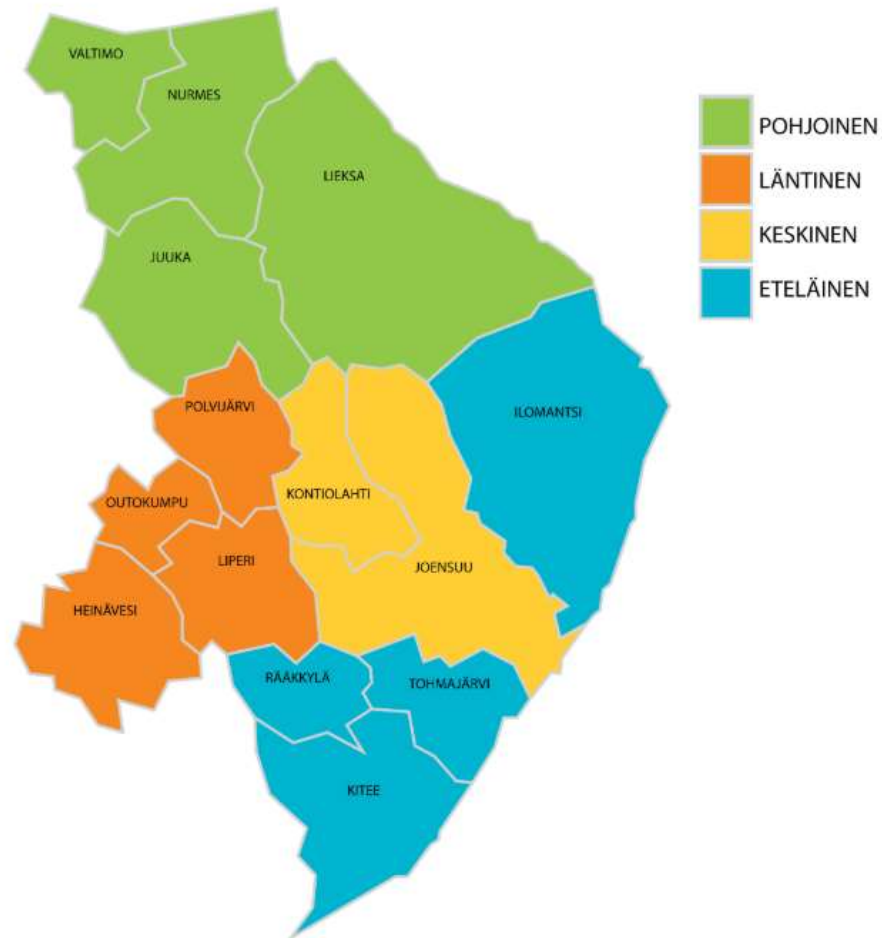 VALTIMO
NURMES
LIEKSA
JUUKA
POLVIJÄRVI
ILOMANTSI
KONTIOLAHTI
OUTOKUMPU
LIPERI
JOENSUU
HEINÄVESI
RÄÄKKYLÄ
TOHMAJÄRVI
KITEE
POHJOINEN
LÄNTINEN
KESKINEN
ETELÄINEN